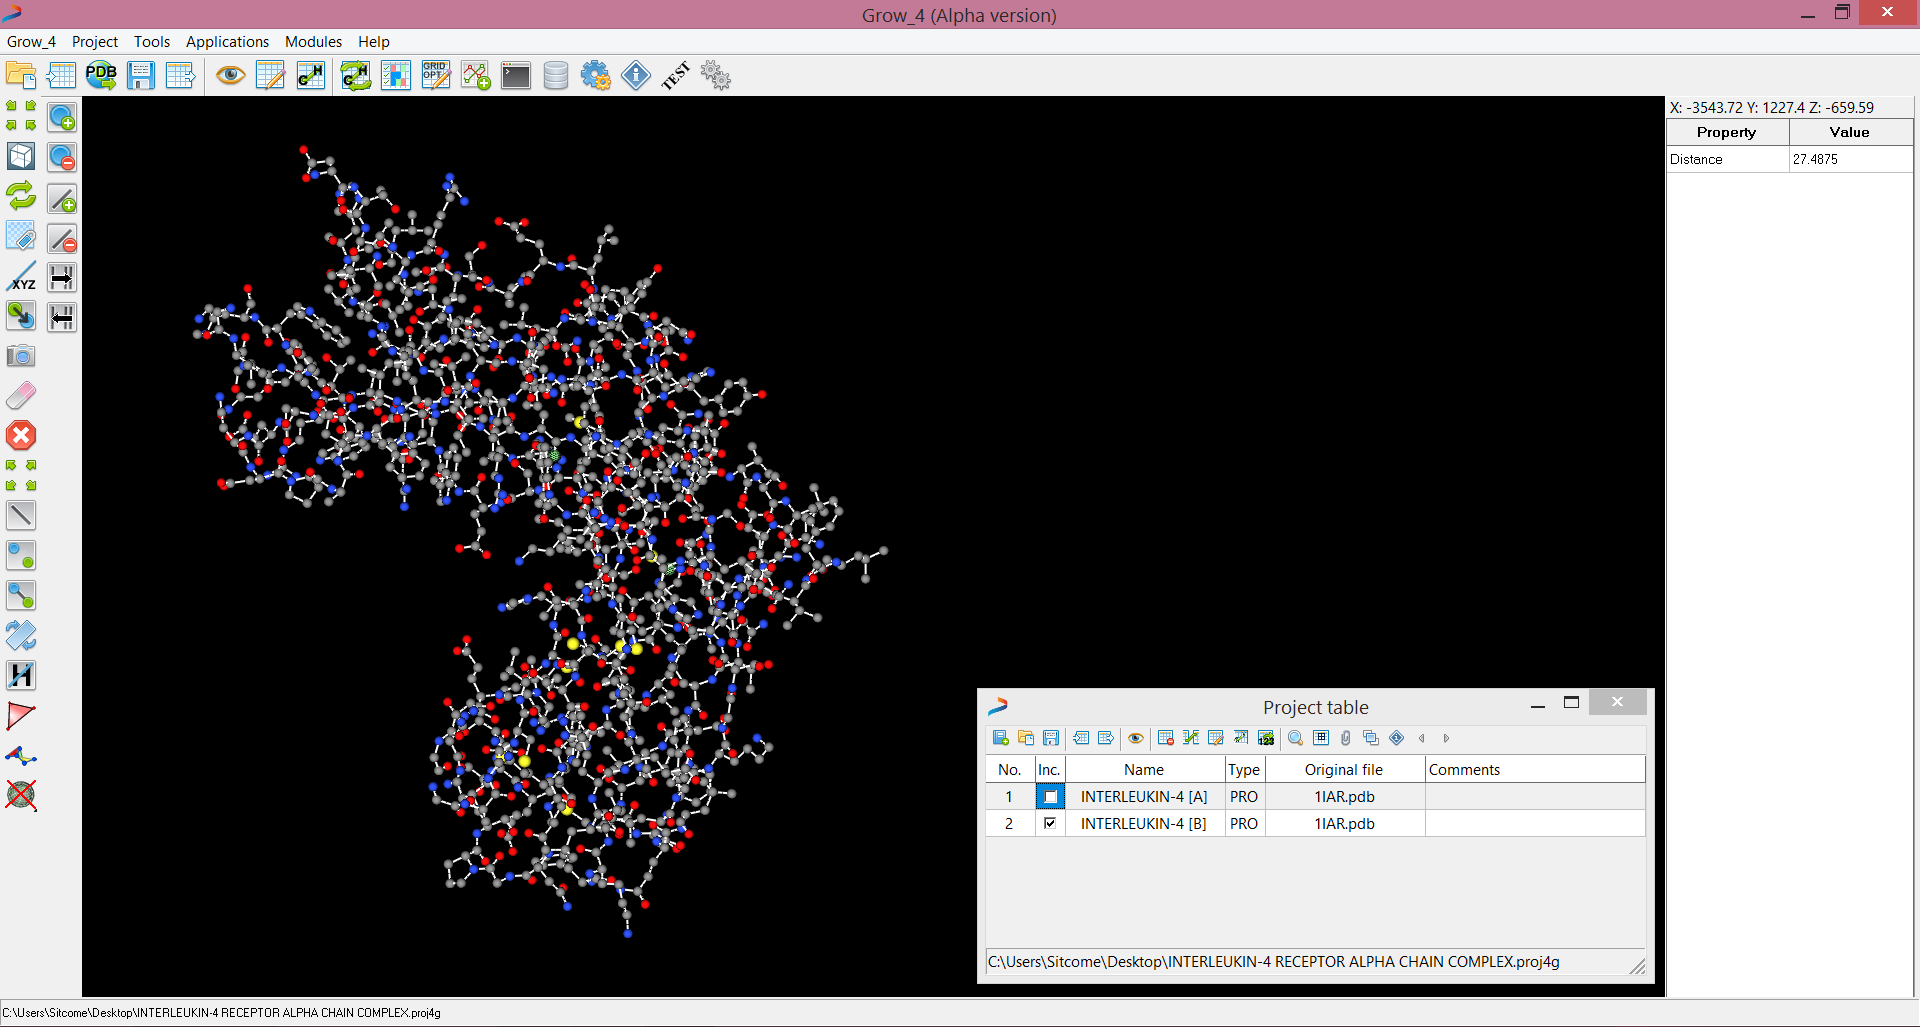 Grow_4 (Alpha version)
Grow_4 Project Tools Applications Modules Help
PDB GRID OPT TEST
X: -3543.72 Y: 1227.4 Z: -659.59
Property Value
Distance 27.4875
XYZ
H
Project table
123
No. Inc. Name Type Original file Comments
1 INTERLEUKIN-4 [A] PRO 1IAR.pdb
2 INTERLEUKIN-4 [B] PRO 1IAR.pdb
C:\Users\Sitcome\Desktop\INTERLEUKIN-4 RECEPTOR ALPHA CHAIN COMPLEX.proj4g
C:\Users\Sitcome\Desktop\INTERLEUKIN-4 RECEPTOR ALPHA CHAIN COMPLEX.proj4g